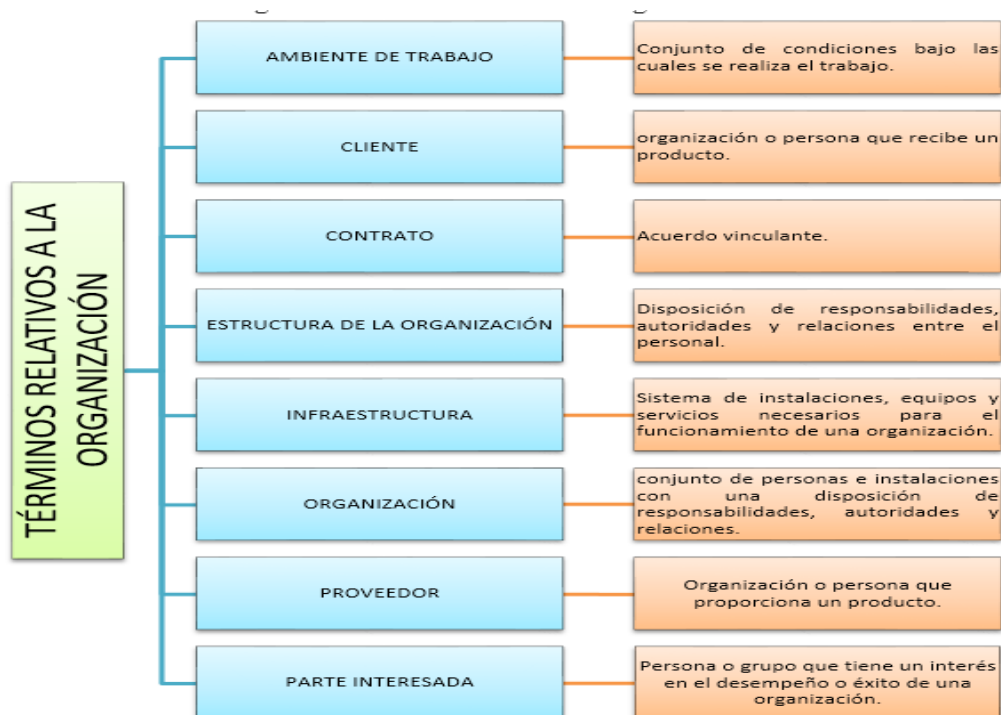 TÉRMINOS RELATIVOS A LA
ORGANIZACIÓN
AMBIENTE DE TRABAJO
Conjunto de condiciones bajo las
cuales se realiza el trabajo.
CLIENTE
organización o persona que recibe un
producto.
CONTRATO
Acuerdo vinculante.
ESTRUCTURA DE LA ORGANIZACIÓN
Disposición de responsabilidades,
autoridades y relaciones entre el
personal.
INFRAESTRUCTURA
Sistema de instalaciones, equipos y
servicios necesarios para el
funcionamiento de una organización.
ORGANIZACIÓN
conjunto de personas e instalaciones
con una disposición de
responsabilidades, autoridades y
relaciones.
PROVEEDOR
Organización o persona que
proporciona un producto.
PARTE INTERESADA
Persona o grupo que tiene un interés
en el desempeño o éxito de una
organización.